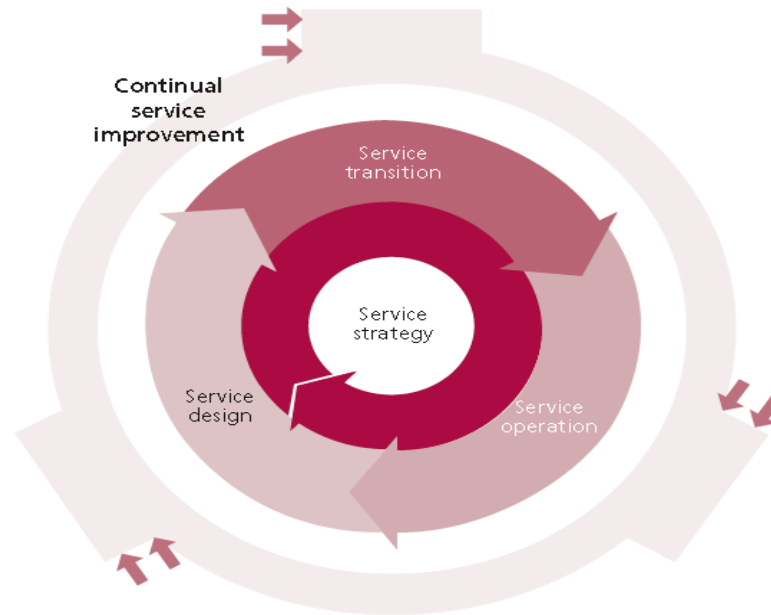 Continual
service
improvement
Service
transition
Service
strategy
Service
design
Service
operation